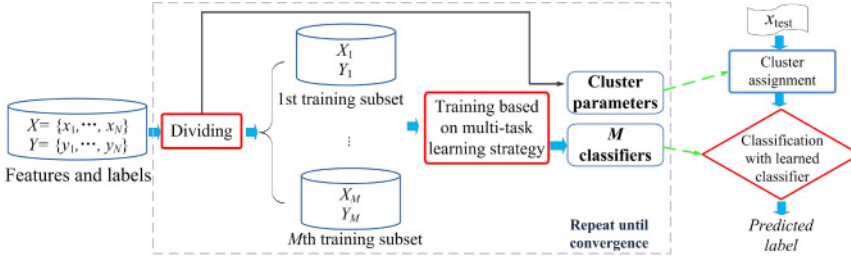 X = {x1,···, xN}
Y = {y1,···, yN}
Features and labels
Dividing
X1
Y1
1st training subset
⋮
XM
YM
Mth training subset
Training based
on multi-task
learning strategy
Cluster
parameters
M
classifiers
Repeat until
convergence
xtest
Cluster
assignment
Classification
with learned
classifier
Predicted
label